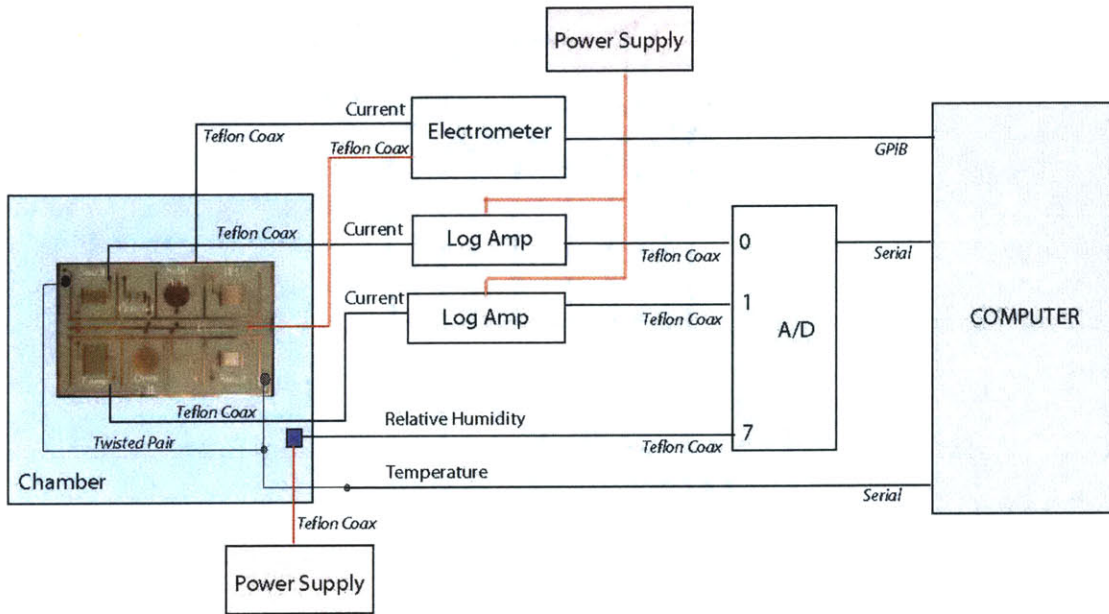 Power Supply
Current
Teflon Coax
Electrometer
Teflon Coax
GPIB
Current
Teflon Coax
Log Amp
Teflon Coax
0
Serial
Current
Log Amp
Teflon Coax
1
A/D
COMPUTER
Teflon Coax
Relative Humidity
Teflon Coax
7
Twisted Pair
Chamber
Temperature
Serial
Teflon Coax
Power Supply